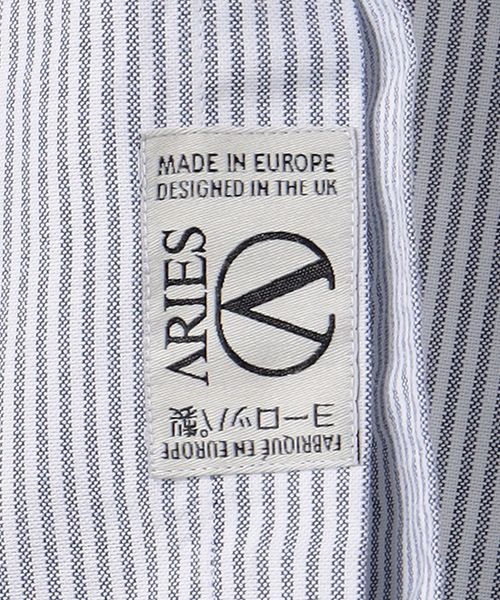 MADE IN EUROPE
DESIGNED IN THE UK
ARIES
FABRIQUÉ EN EUROPE
ヨーロッパ製